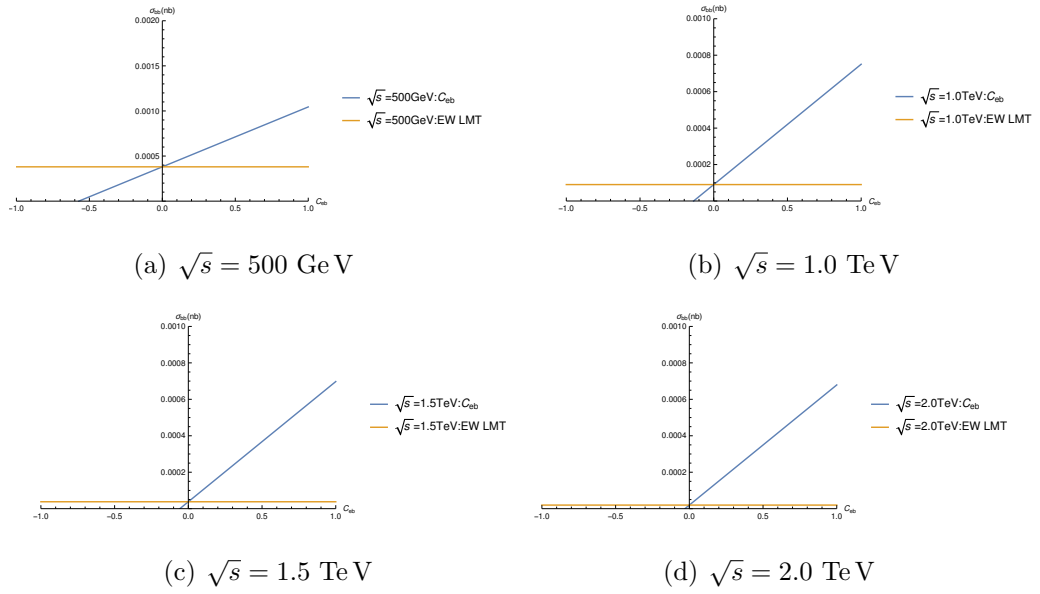 σbb(nb)
0.0020
0.0015
0.0010
0.0005
-1.0 -0.5 0.0 0.5 1.0 Ceb
√s=500GeV:Ceb
√s=500GeV:EW LMT
(a) √s = 500 GeV
σbb(nb)
0.0010
0.0008
0.0006
0.0004
0.0002
-1.0 -0.5 0.0 0.5 1.0 Ceb
√s=1.0TeV:Ceb
√s=1.0TeV:EW LMT
(b) √s = 1.0 TeV
σbb(nb)
0.0010
0.0008
0.0006
0.0004
0.0002
-1.0 -0.5 0.0 0.5 1.0 Ceb
√s=1.5TeV:Ceb
√s=1.5TeV:EW LMT
(c) √s = 1.5 TeV
σbb(nb)
0.0010
0.0008
0.0006
0.0004
0.0002
-1.0 -0.5 0.0 0.5 1.0 Ceb
√s=2.0TeV:Ceb
√s=2.0TeV:EW LMT
(d) √s = 2.0 TeV